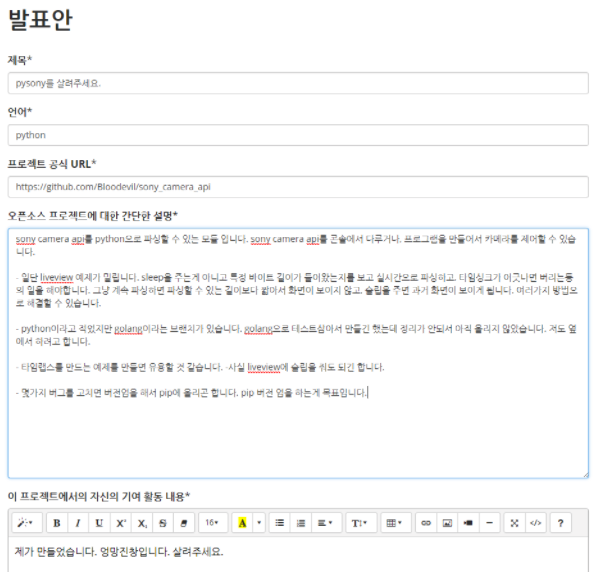 발표안
제목*
pysony를 살려주세요.
언어*
python
프로젝트 공식 URL*
https://github.com/Bloodevil/sony_camera_api
오픈소스 프로젝트에 대한 간단한 설명*
sony camera api를 python으로 파싱할 수 있는 모듈 입니다. sony camera api를 콘솔에서 다루거나, 프로그램을 만들어서 카메라를 제어할 수 있습
니다.
- 일단 liveview 예제가 밀립니다. sleep을 주는게 아니고 특정 바이트 길이가 들어왔는지를 보고 실시간으로 파싱하고, 타임싱크가 어긋나면 버리는등
의 일을 해야합니다. 그냥 계속 파싱하면 파싱할 수 있는 길이보다 짧아서 화면이 보이지 않고, 슬립을 주면 과거 화면이 보이게 됩니다. 여러가지 방법으
로 해결할 수 있습니다.
- python이라고 적었지만 golang이라는 브랜치가 있습니다. golang으로 테스트삼아서 만들긴 했는데 정리가 안되서 아직 올리지 않았습니다. 저도 옆
에서 하려고 합니다.
- 타임랩스를 만드는 예제를 만들면 유용할 것 같습니다. -사실 liveview에 슬립을 줘도 되긴 합니다.
- 몇가지 버그를 고치면 버전업을 해서 pip에 올리곤 합니다. pip 버전 업을 하는게 목표입니다.
이 프로젝트에서의 자신의 기여 활동 내용*
B I U X² X₂ S 16 A T‡ </> ?
제가 만들었습니다. 엉망진창입니다. 살려주세요.